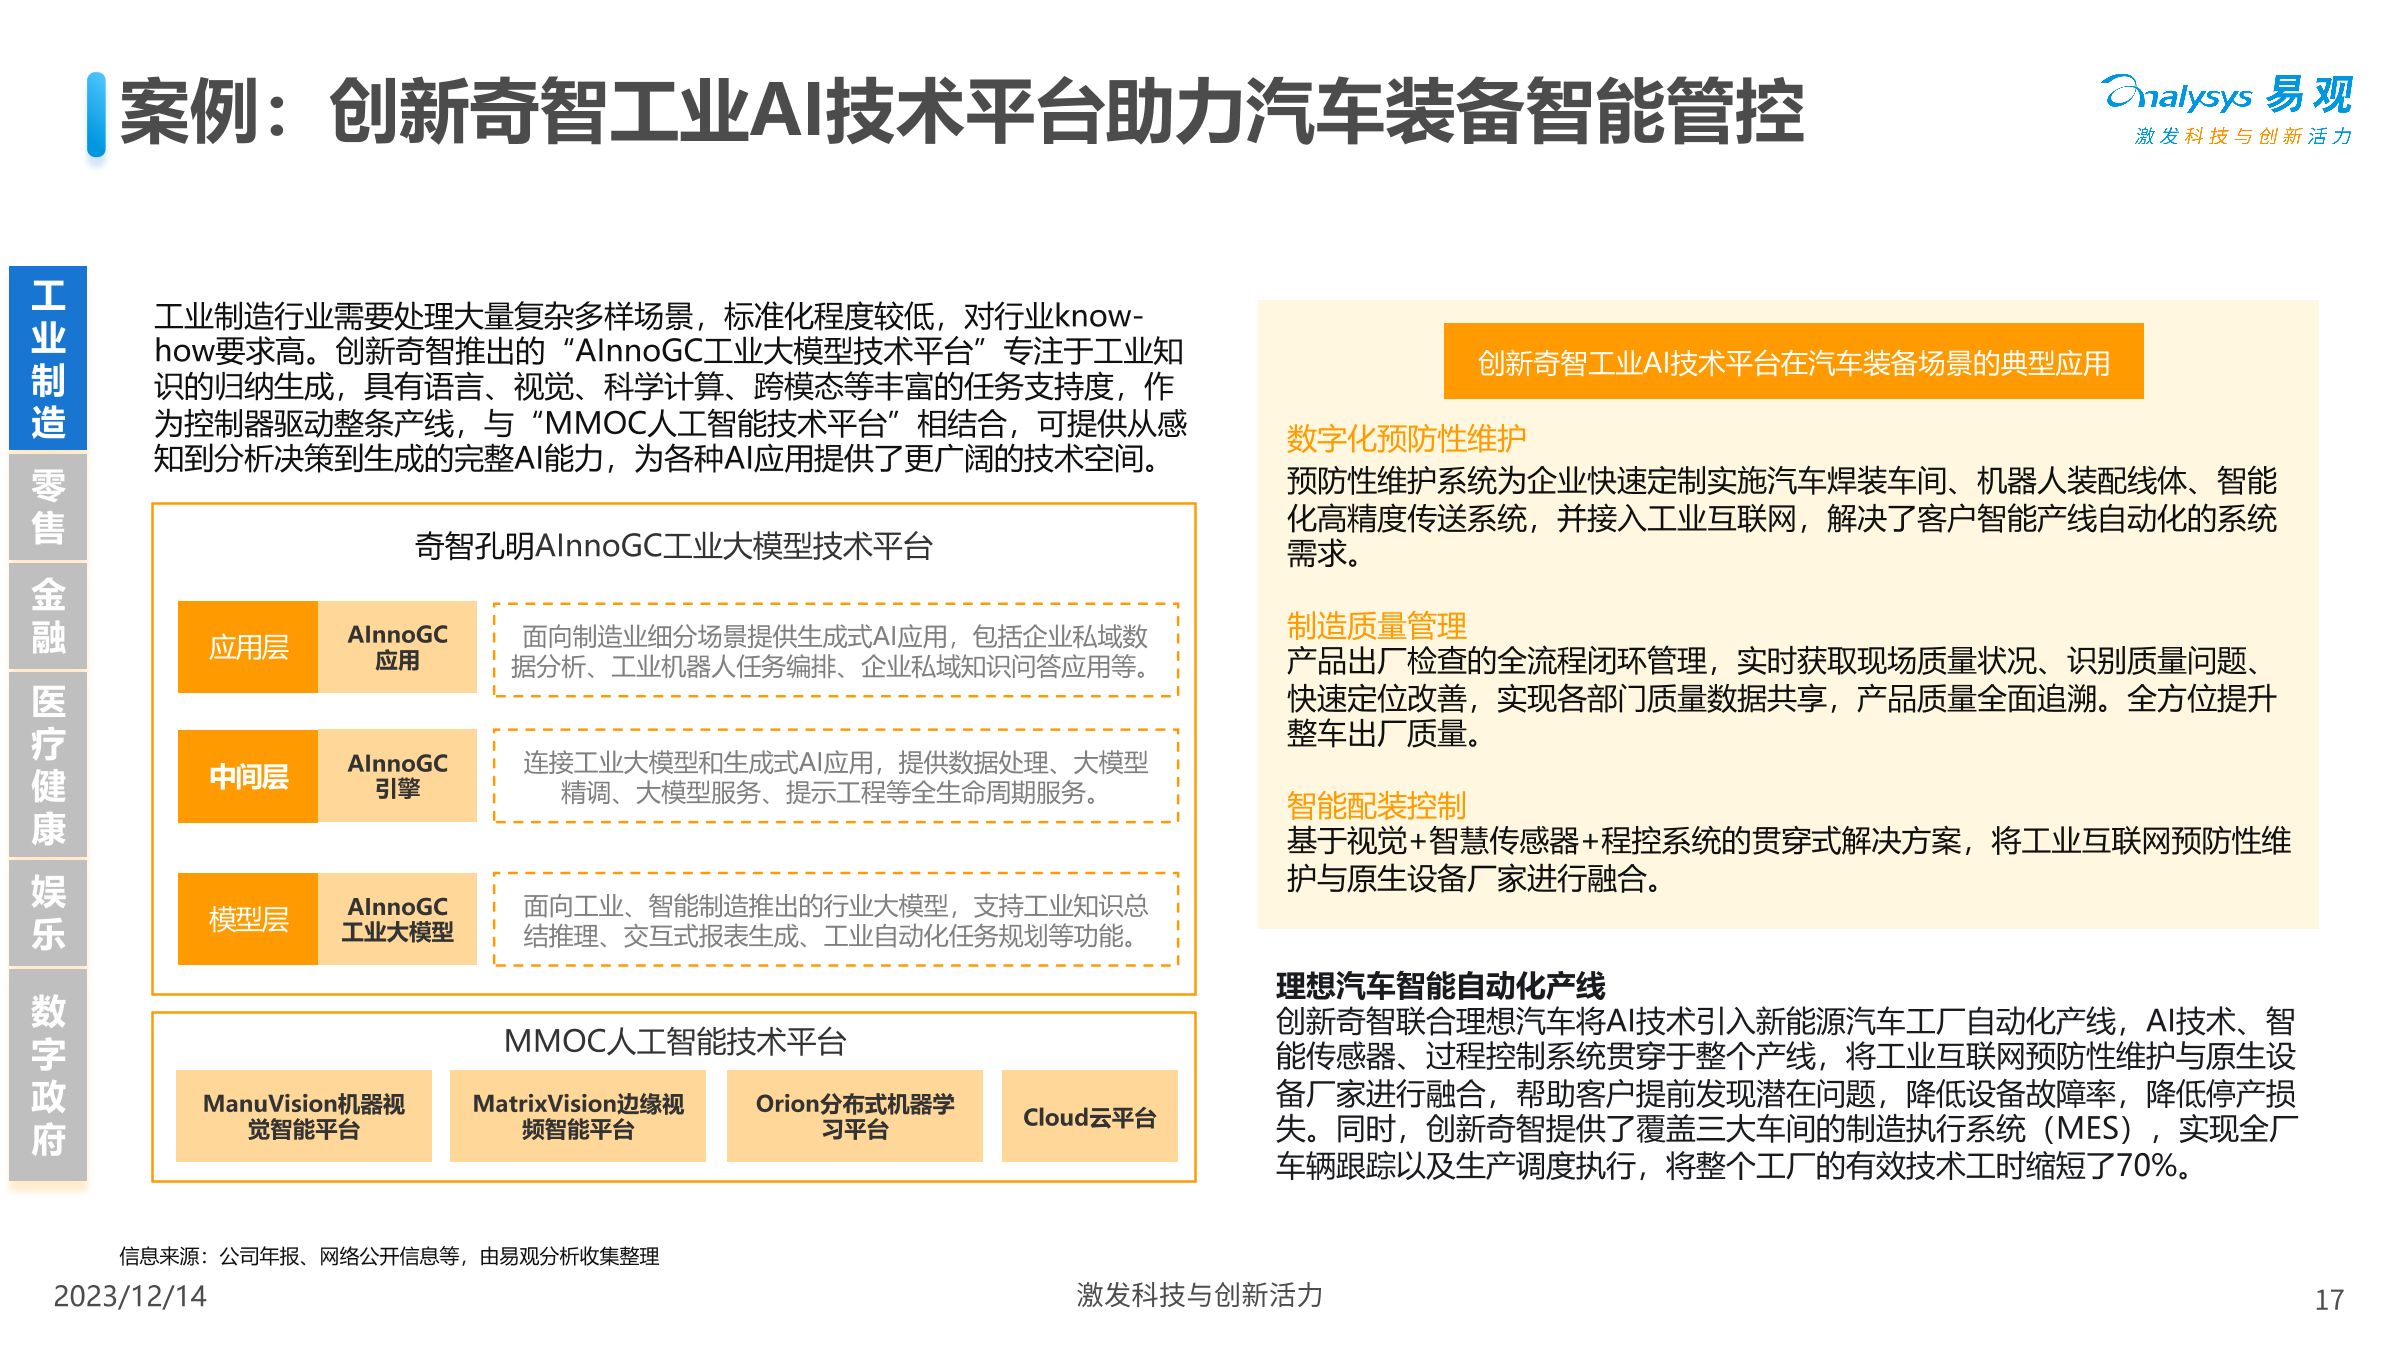 案例：创新奇智工业AI技术平台助力汽车装备智能管控
analysys 易观
激发科技与创新活力
工业制造
零售
金融
医疗健康
娱乐
数字政府
工业制造行业需要处理大量复杂多样场景，标准化程度较低，对行业know-
how要求高。创新奇智推出的“AInnoGC工业大模型技术平台”专注于工业知
识的归纳生成，具有语言、视觉、科学计算、跨模态等丰富的任务支持度，作
为控制器驱动整条产线，与“MMOC人工智能技术平台”相结合，可提供从感
知到分析决策到生成的完整AI能力，为各种AI应用提供了更广阔的技术空间。
奇智孔明AInnoGC工业大模型技术平台
应用层
AInnoGC
应用
面向制造业细分场景提供生成式AI应用，包括企业私域数
据分析、工业机器人任务编排、企业私域知识问答应用等。
中间层
AInnoGC
引擎
连接工业大模型和生成式AI应用，提供数据处理、大模型
精调、大模型服务、提示工程等全生命周期服务。
模型层
AInnoGC
工业大模型
面向工业、智能制造推出的行业大模型，支持工业知识总
结推理、交互式报表生成、工业自动化任务规划等功能。
MMOC人工智能技术平台
ManuVision机器视
觉智能平台
MatrixVision边缘视
频智能平台
Orion分布式机器学
习平台
Cloud云平台
创新奇智工业AI技术平台在汽车装备场景的典型应用
数字化预防性维护
预防性维护系统为企业快速定制实施汽车焊装车间、机器人装配线体、智能
化高精度传送系统，并接入工业互联网，解决了客户智能产线自动化的系统
需求。
制造质量管理
产品出厂检查的全流程闭环管理，实时获取现场质量状况、识别质量问题、
快速定位改善，实现各部门质量数据共享，产品质量全面追溯。全方位提升
整车出厂质量。
智能配装控制
基于视觉+智慧传感器+程控系统的贯穿式解决方案，将工业互联网预防性维
护与原生设备厂家进行融合。
理想汽车智能自动化产线
创新奇智联合理想汽车将AI技术引入新能源汽车工厂自动化产线，AI技术、智
能传感器、过程控制系统贯穿于整个产线，将工业互联网预防性维护与原生设
备厂家进行融合，帮助客户提前发现潜在问题，降低设备故障率，降低停产损
失。同时，创新奇智提供了覆盖三大车间的制造执行系统（MES），实现全厂
车辆跟踪以及生产调度执行，将整个工厂的有效技术工时缩短了70%。
信息来源：公司年报、网络公开信息等，由易观分析收集整理
2023/12/14
激发科技与创新活力
17